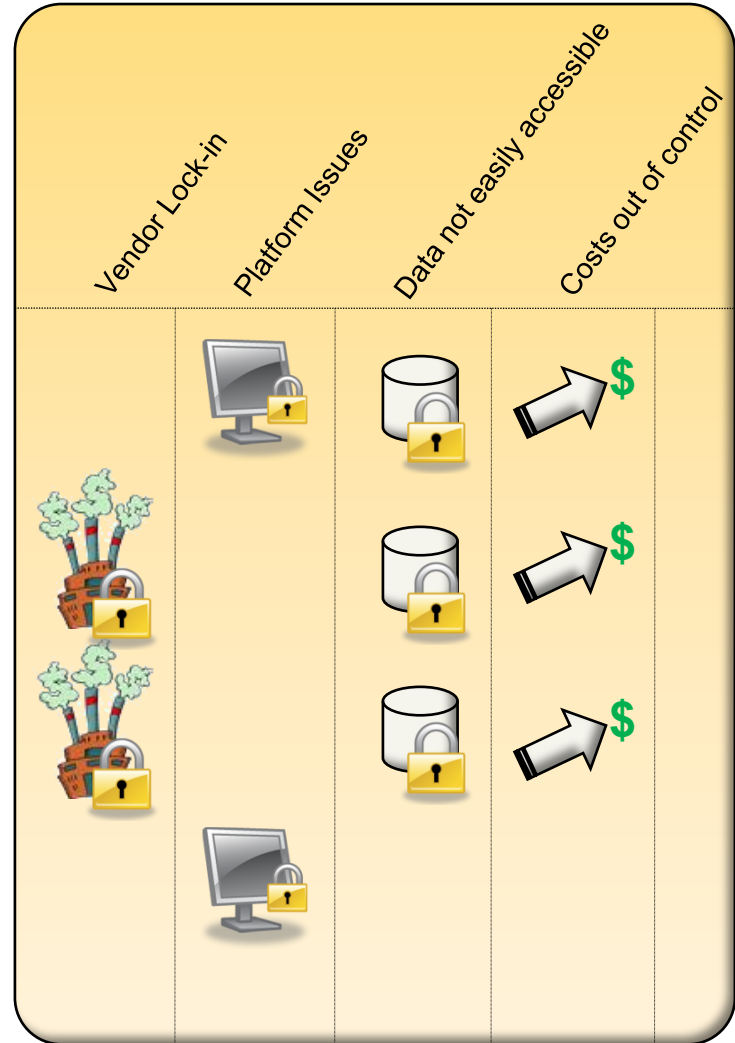 Vendor Lock-in
Platform Issues
Data not easily accessible
Costs out of control
$
$
$